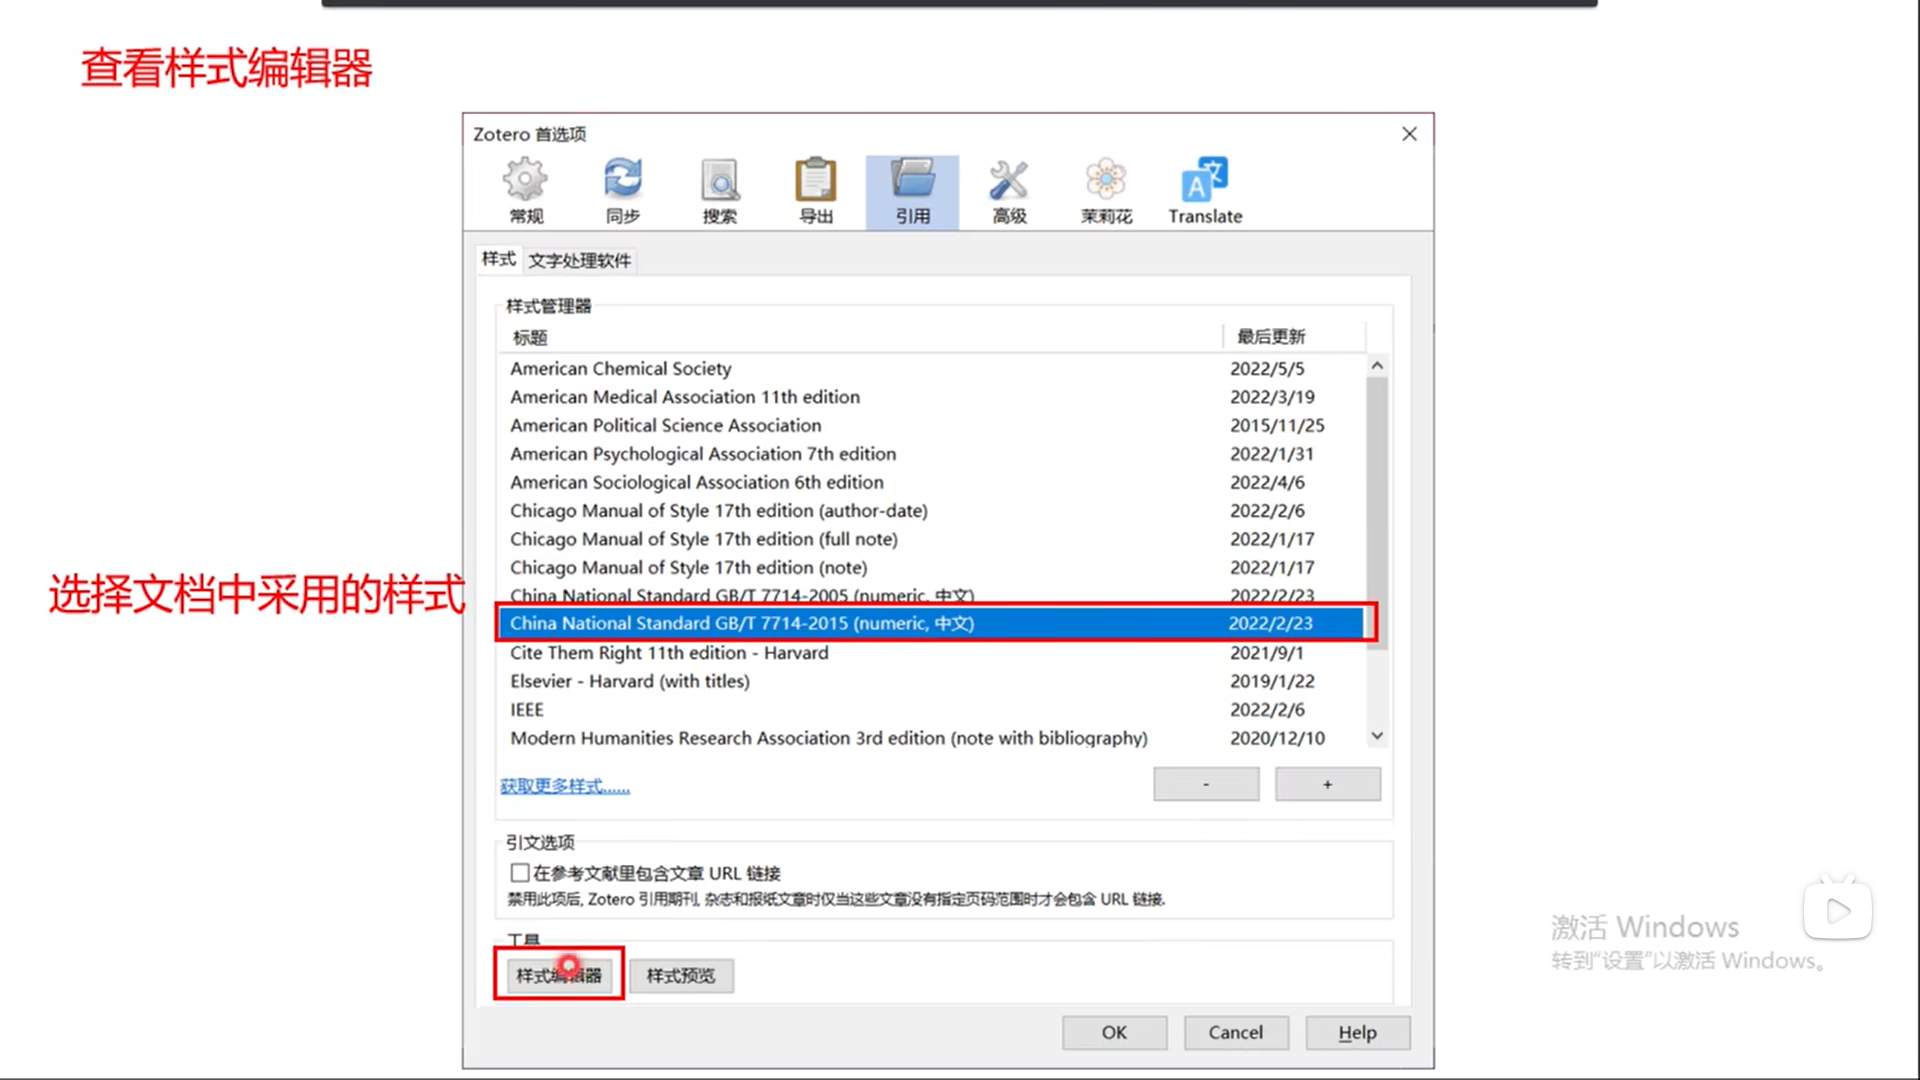 查看样式编辑器
Zotero 首选项
常规
同步
搜索
导出
引用
高级
茉莉花
Translate
样式
文字处理软件
样式管理器
标题 最后更新
American Chemical Society 2022/5/5
American Medical Association 11th edition 2022/3/19
American Political Science Association 2015/11/25
American Psychological Association 7th edition 2022/1/31
American Sociological Association 6th edition 2022/4/6
Chicago Manual of Style 17th edition (author-date) 2022/2/6
Chicago Manual of Style 17th edition (full note) 2022/1/17
Chicago Manual of Style 17th edition (note) 2022/1/17
选择文档中采用的样式
China National Standard GB/T 7714-2005 (numeric, 中文) 2022/2/23
China National Standard GB/T 7714-2015 (numeric, 中文) 2022/2/23
Cite Them Right 11th edition - Harvard 2021/9/1
Elsevier - Harvard (with titles) 2019/1/22
IEEE 2022/2/6
Modern Humanities Research Association 3rd edition (note with bibliography) 2020/12/10
获取更多样式......
- +
引文选项
在参考文献里包含文章 URL 链接
禁用此项后, Zotero 引用期刊, 杂志和报纸文章时仅当这些文章没有指定页码范围时才会包含 URL 链接.
工具
样式编辑器 样式预览
OK Cancel Help
激活 Windows
转到“设置”以激活 Windows。